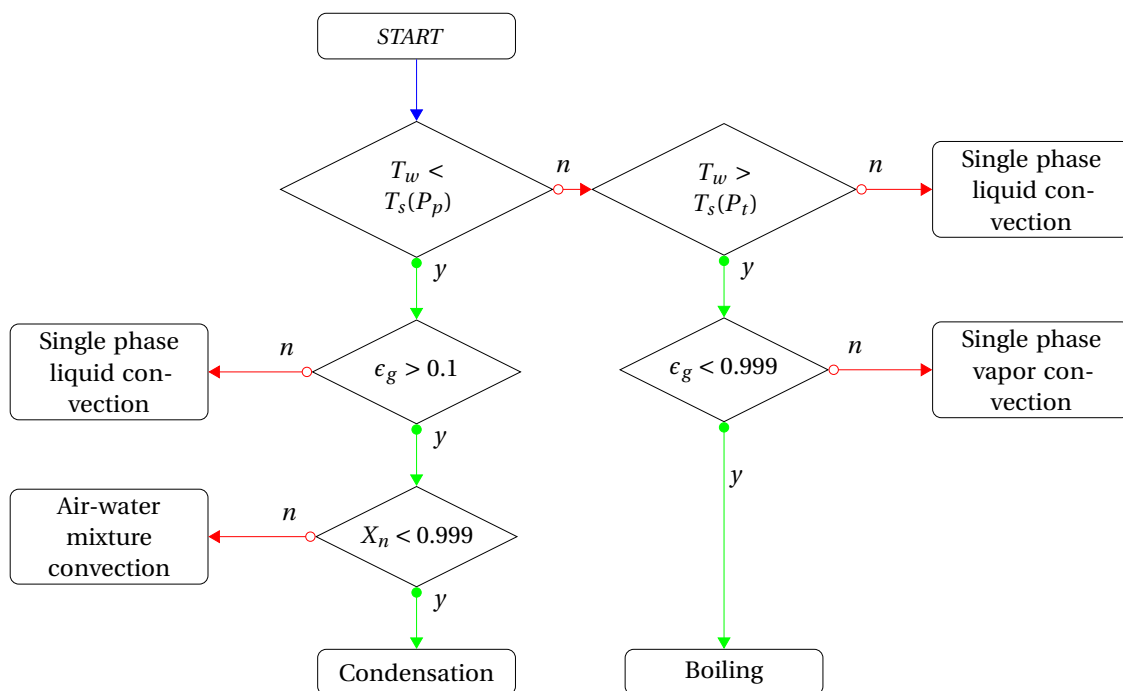 START
T_w <
T_s(P_p)
n
T_w >
T_s(P_t)
n
Single phase
liquid con-
vection
y
y
Single phase
liquid con-
vection
n
ϵ_g > 0.1
ϵ_g < 0.999
n
Single phase
vapor con-
vection
y
y
Air-water
mixture
convection
n
X_n < 0.999
y
Condensation
Boiling